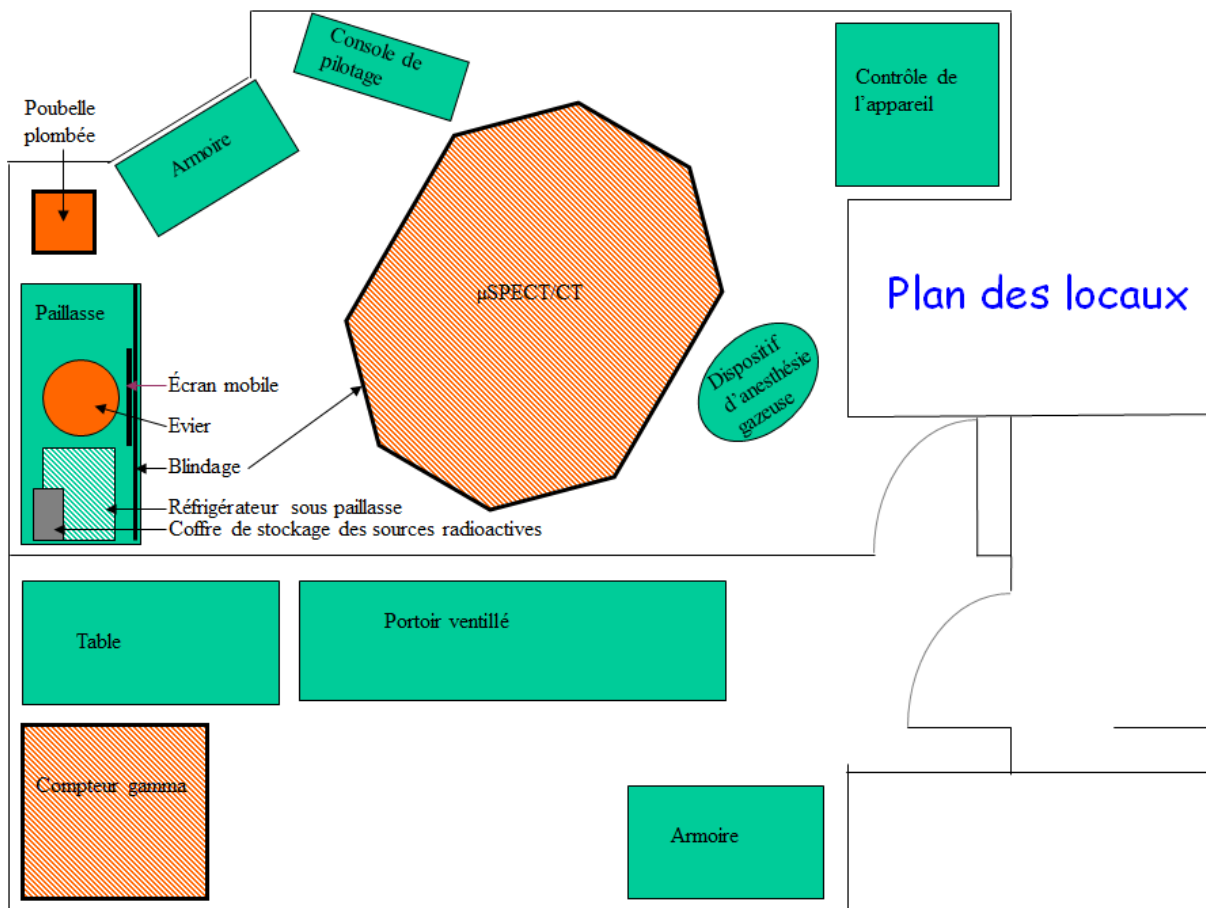 Console de
pilotage
Contrôle de
l'appareil
Poubelle
plombée
Armoire
µSPECT/CT
Plan des locaux
Paillasse
Dispositif
d'anesthésie
gazeuse
Écran mobile
Evier
Blindage
Réfrigérateur sous paillasse
Coffre de stockage des sources radioactives
Table
Portoir ventillé
Compteur gamma
Armoire